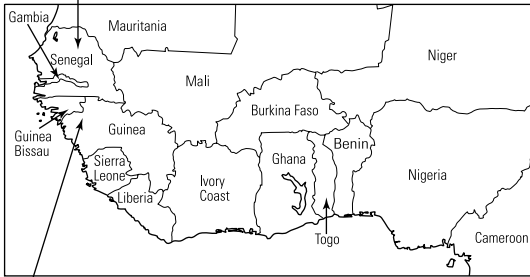 Gambia
Mauritania
Senegal
Mali
Niger
Burkina Faso
Guinea
Bissau
Guinea
Sierra
Leone
Liberia
Ivory
Coast
Ghana
Benin
Togo
Nigeria
Cameroon